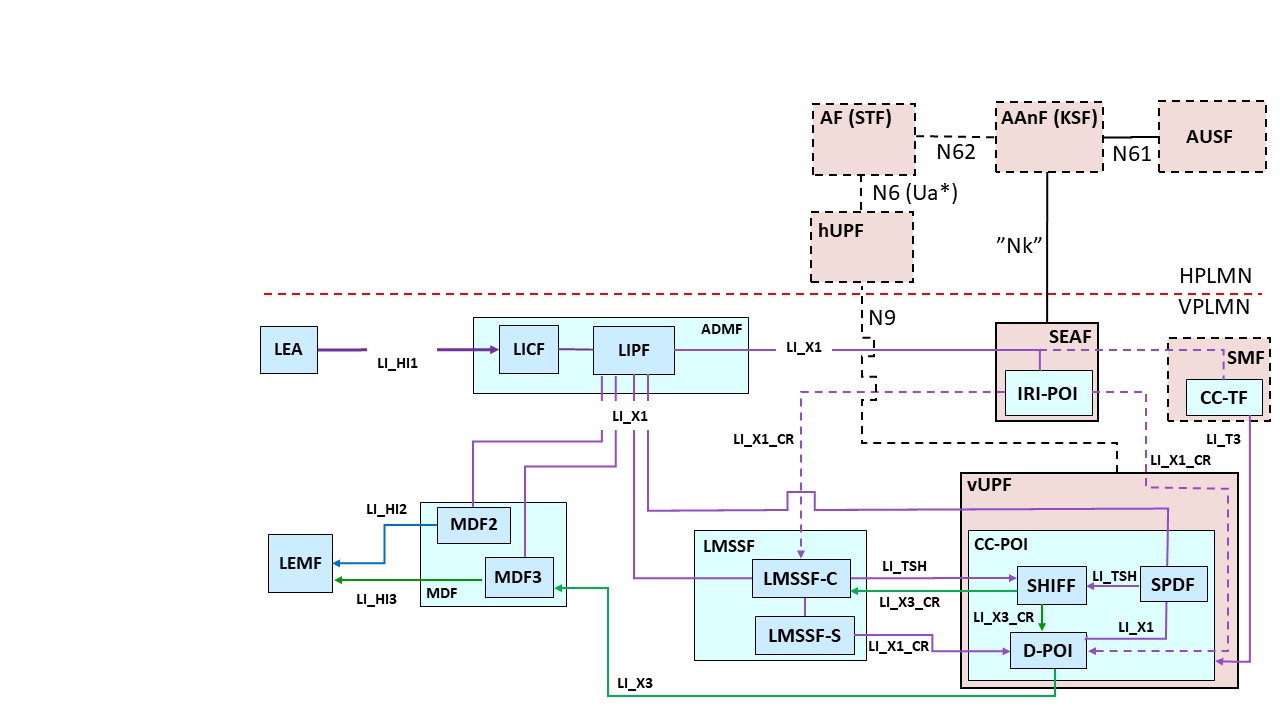 AF (STF)
AAnF (KSF)
AUSF
N62
N61
N6 (Ua*)
hUPF
”Nk”
HPLMN
VPLMN
N9
ADMF
SEAF
LEA
LICF
LIPF
LI_X1
SMF
LI_HI1
IRI-POI
CC-TF
LI_X1
LI_X1_CR
LI_T3
LI_X1_CR
vUPF
LI_HI2
MDF2
LMSSF
CC-POI
LEMF
MDF3
LMSSF-C
LI_TSH
SHIFF
LI_TSH
SPDF
LI_HI3
MDF
LI_X3_CR
LI_X3_CR
LMSSF-S
LI_X1
LI_X1_CR
D-POI
LI_X3